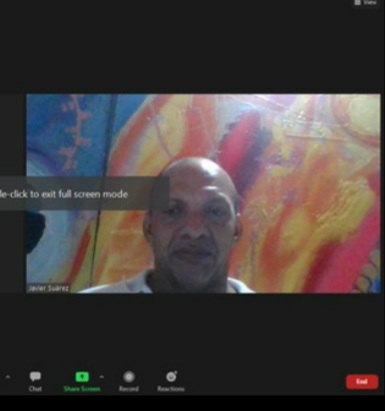 View
le-click to exit full screen mode
Javier Suárez
Chat
Share Screen
Record
Reactions
End